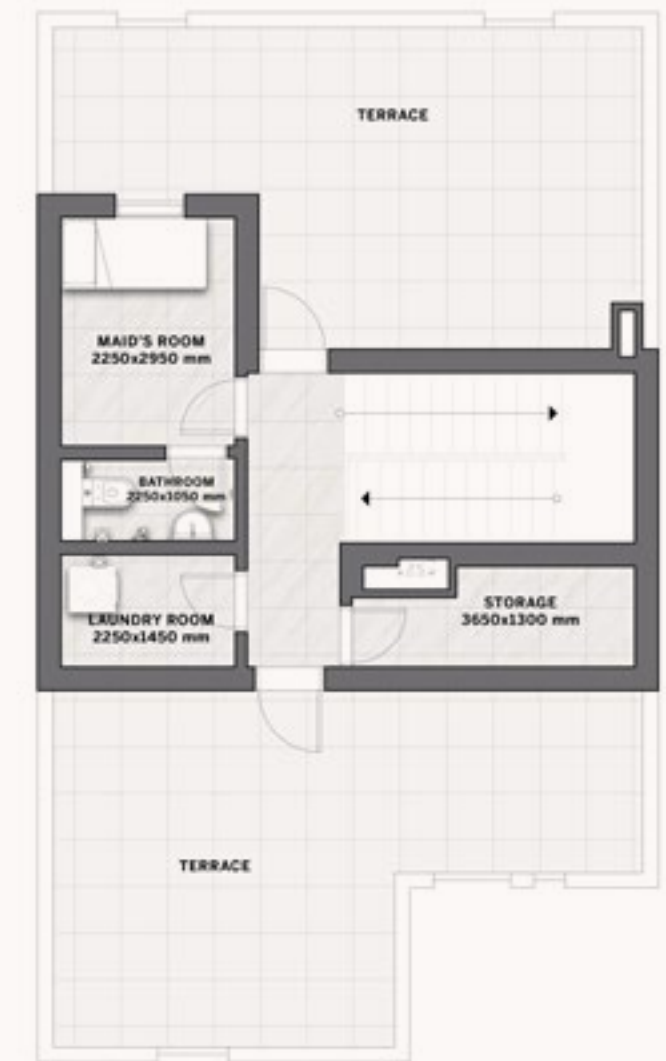 TERRACE
MAID'S ROOM
2250x2950 mm
BATHROOM
2250x1050 mm
LAUNDRY ROOM
2250x1450 mm
STORAGE
3650x1300 mm
TERRACE